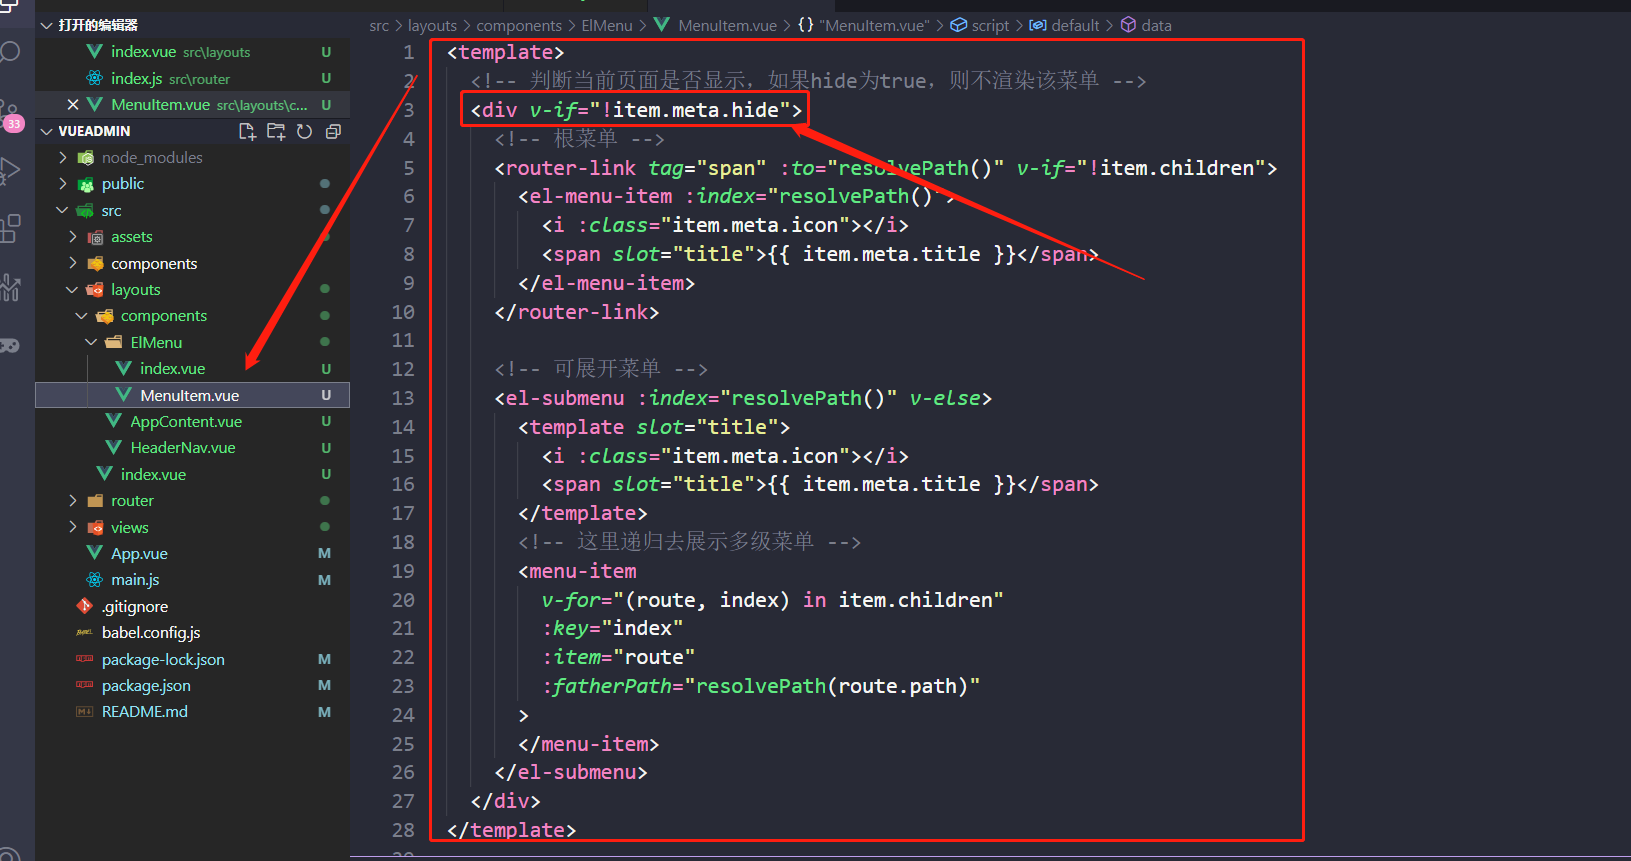 打开的编辑器
index.vue src\layouts U
index.js src\router U
MenuItem.vue src\layouts\c... U
33
VUEADMIN
node_modules
public
src
assets
components
layouts
components
ElMenu
index.vue U
MenuItem.vue U
AppContent.vue U
HeaderNav.vue U
index.vue U
router
views
App.vue M
main.js M
.gitignore
babel.config.js
package-lock.json M
package.json M
README.md M
src > layouts > components > ElMenu > MenuItem.vue > {} "MenuItem.vue" > script > default > data
1 <template>
2 <!-- 判断当前页面是否显示，如果hide为true，则不渲染该菜单 -->
3 <div v-if="!item.meta.hide">
4 <!-- 根菜单 -->
5 <router-link tag="span" :to="resolvePath()" v-if="!item.children">
6 <el-menu-item :index="resolvePath()">
7 <i :class="item.meta.icon"></i>
8 <span slot="title">{{ item.meta.title }}</span>
9 </el-menu-item>
10 </router-link>
11
12 <!-- 可展开菜单 -->
13 <el-submenu :index="resolvePath()" v-else>
14 <template slot="title">
15 <i :class="item.meta.icon"></i>
16 <span slot="title">{{ item.meta.title }}</span>
17 </template>
18 <!-- 这里递归去展示多级菜单 -->
19 <menu-item
20 v-for="(route, index) in item.children"
21 :key="index"
22 :item="route"
23 :fatherPath="resolvePath(route.path)"
24 >
25 </menu-item>
26 </el-submenu>
27 </div>
28 </template>